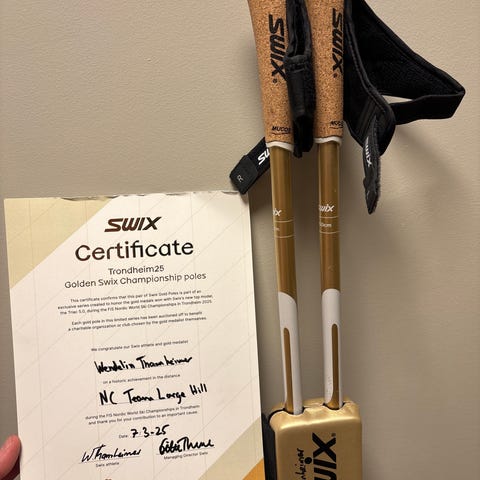 SWIX
Certificate
Trondheim25
Golden Swix Championship poles
This certificate confirms that this pair of Swix Gold Poles is part of an
exclusive series created to honor the gold medals won with Swix's new top model,
the Triac 5.0, during the FIS Nordic World Ski Championships in Trondheim 2025.
Each gold pole in this limited series has been auctioned off to benefit
a charitable organization or club chosen by the gold medalist themselves.
We congratulate our Swix athlete and gold medalist
Wendelin Thannheimer
on a historic achievement in the distance
NC Team Large Hill
during the FIS Nordic World Ski Championships in Trondheim
and thank you for your contribution to an important cause.
Date: 7-3-25
WThannheimer
Swix athlete
Managing Director Swix
SWIX
SWIX
SWIX
R
SWIX
SWIX
SWIX
SWIX